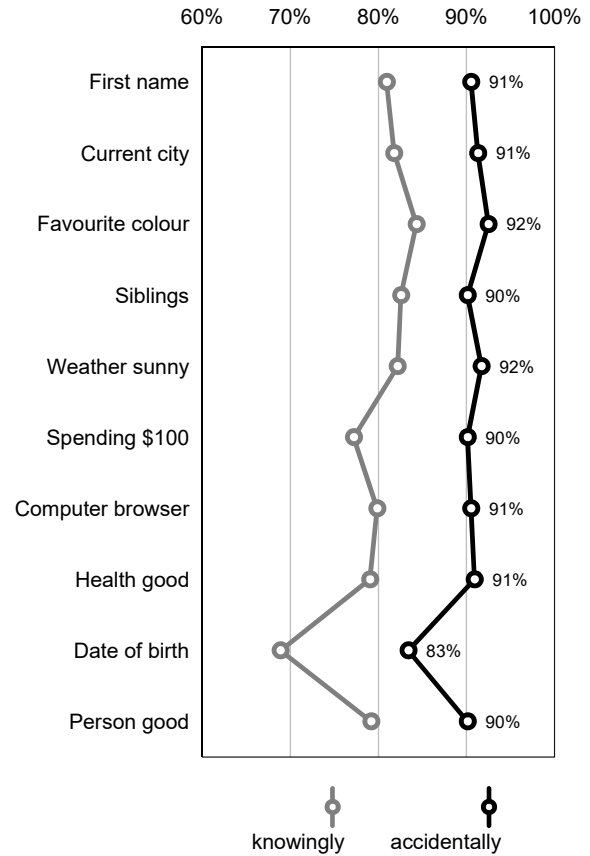 60% 70% 80% 90% 100%
First name 91%
Current city 91%
Favourite colour 92%
Siblings 90%
Weather sunny 92%
Spending $100 90%
Computer browser 91%
Health good 91%
Date of birth 83%
Person good 90%
knowingly accidentally